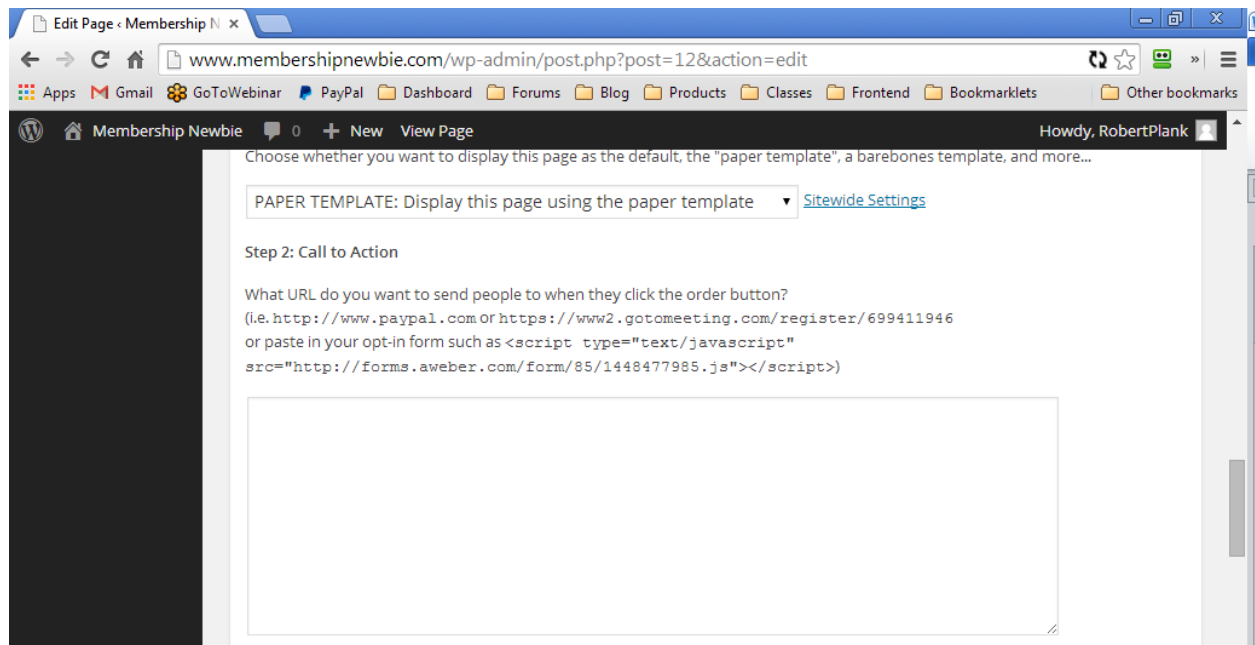 Edit Page ‹ Membership N ×
www.membershipnewbie.com/wp-admin/post.php?post=12&action=edit
Apps Gmail GoToWebinar PayPal Dashboard Forums Blog Products Classes Frontend Bookmarklets Other bookmarks
Membership Newbie 0 + New View Page Howdy, RobertPlank
Choose whether you want to display this page as the default, the "paper template", a barebones template, and more...
PAPER TEMPLATE: Display this page using the paper template Sitewide Settings
Step 2: Call to Action
What URL do you want to send people to when they click the order button?
(i.e. http://www.paypal.com or https://www2.gotomeeting.com/register/699411946
or paste in your opt-in form such as <script type="text/javascript"
src="http://forms.aweber.com/form/85/1448477985.js"></script>)